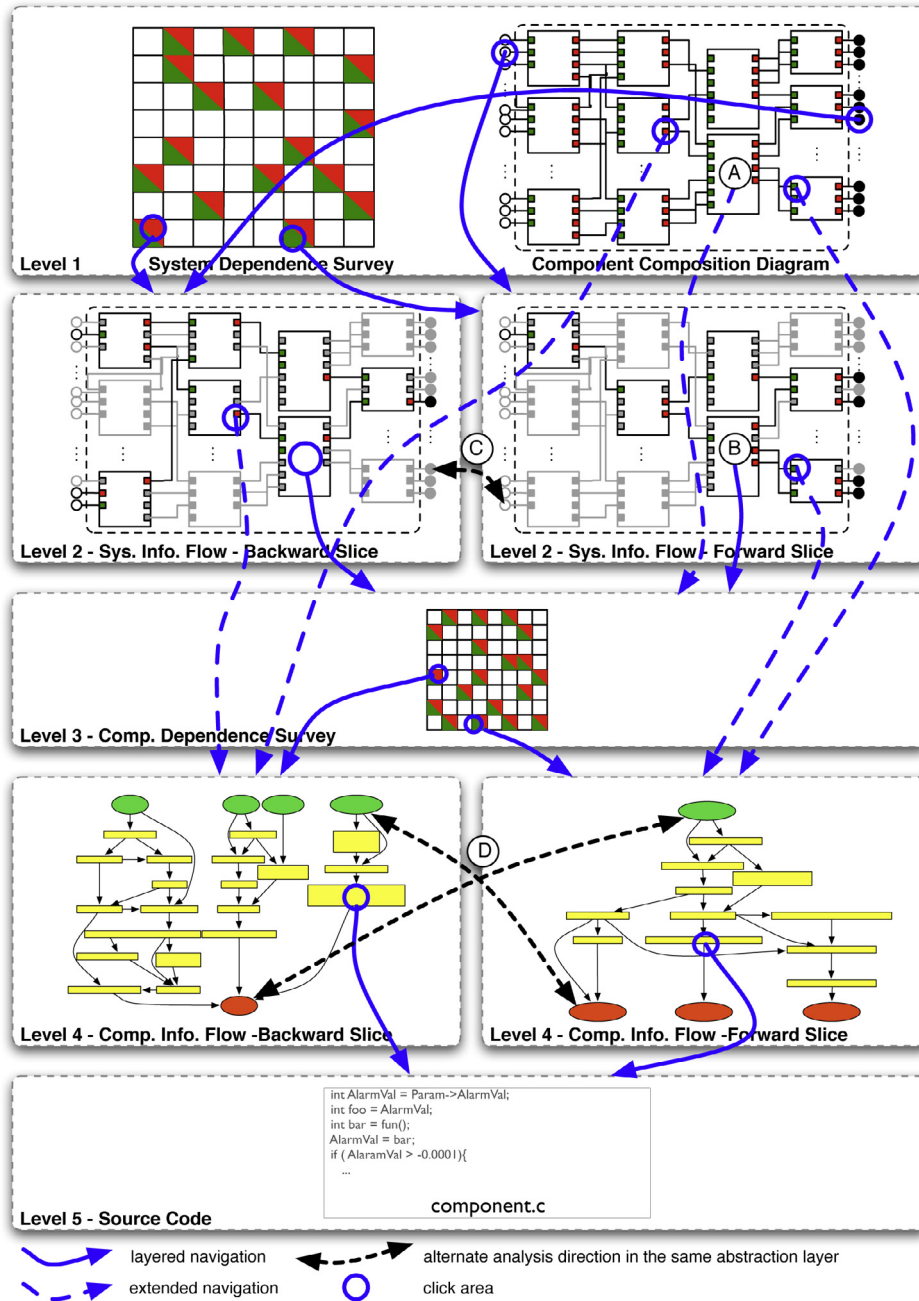 A
Level 1
System Dependence Survey
Component Composition Diagram
B
C
Level 2 - Sys. Info. Flow - Backward Slice
Level 2 - Sys. Info. Flow - Forward Slice
Level 3 - Comp. Dependence Survey
D
Level 4 - Comp. Info. Flow -Backward Slice
Level 4 - Comp. Info. Flow -Forward Slice
int AlarmVal = Param->AlarmVal;
int foo = AlarmVal;
int bar = fun();
AlarmVal = bar;
if ( AlaramVal > -0.0001){
...
component.c
Level 5 - Source Code
layered navigation
alternate analysis direction in the same abstraction layer
extended navigation
click area